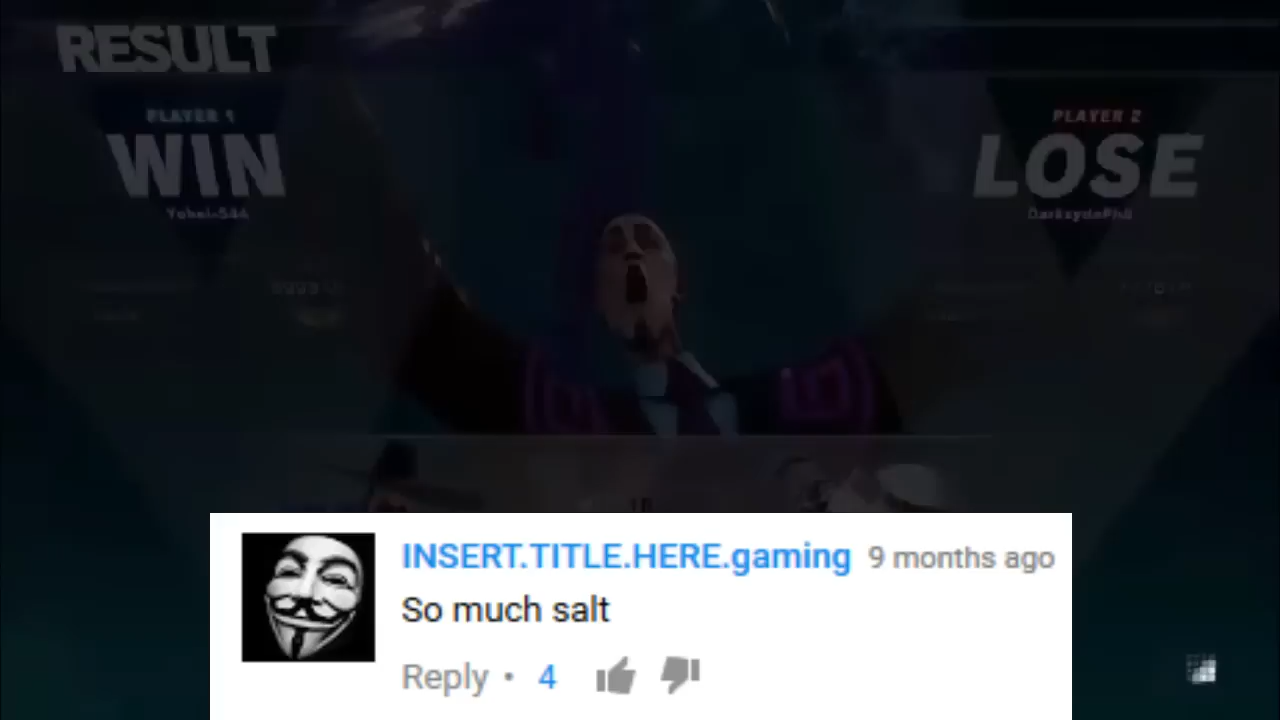 RESULT
PLAYER 1
WIN
PLAYER 2
LOSE
DarksydePhil
INSERT.TITLE.HERE.gaming 9 months ago
So much salt
Reply • 4